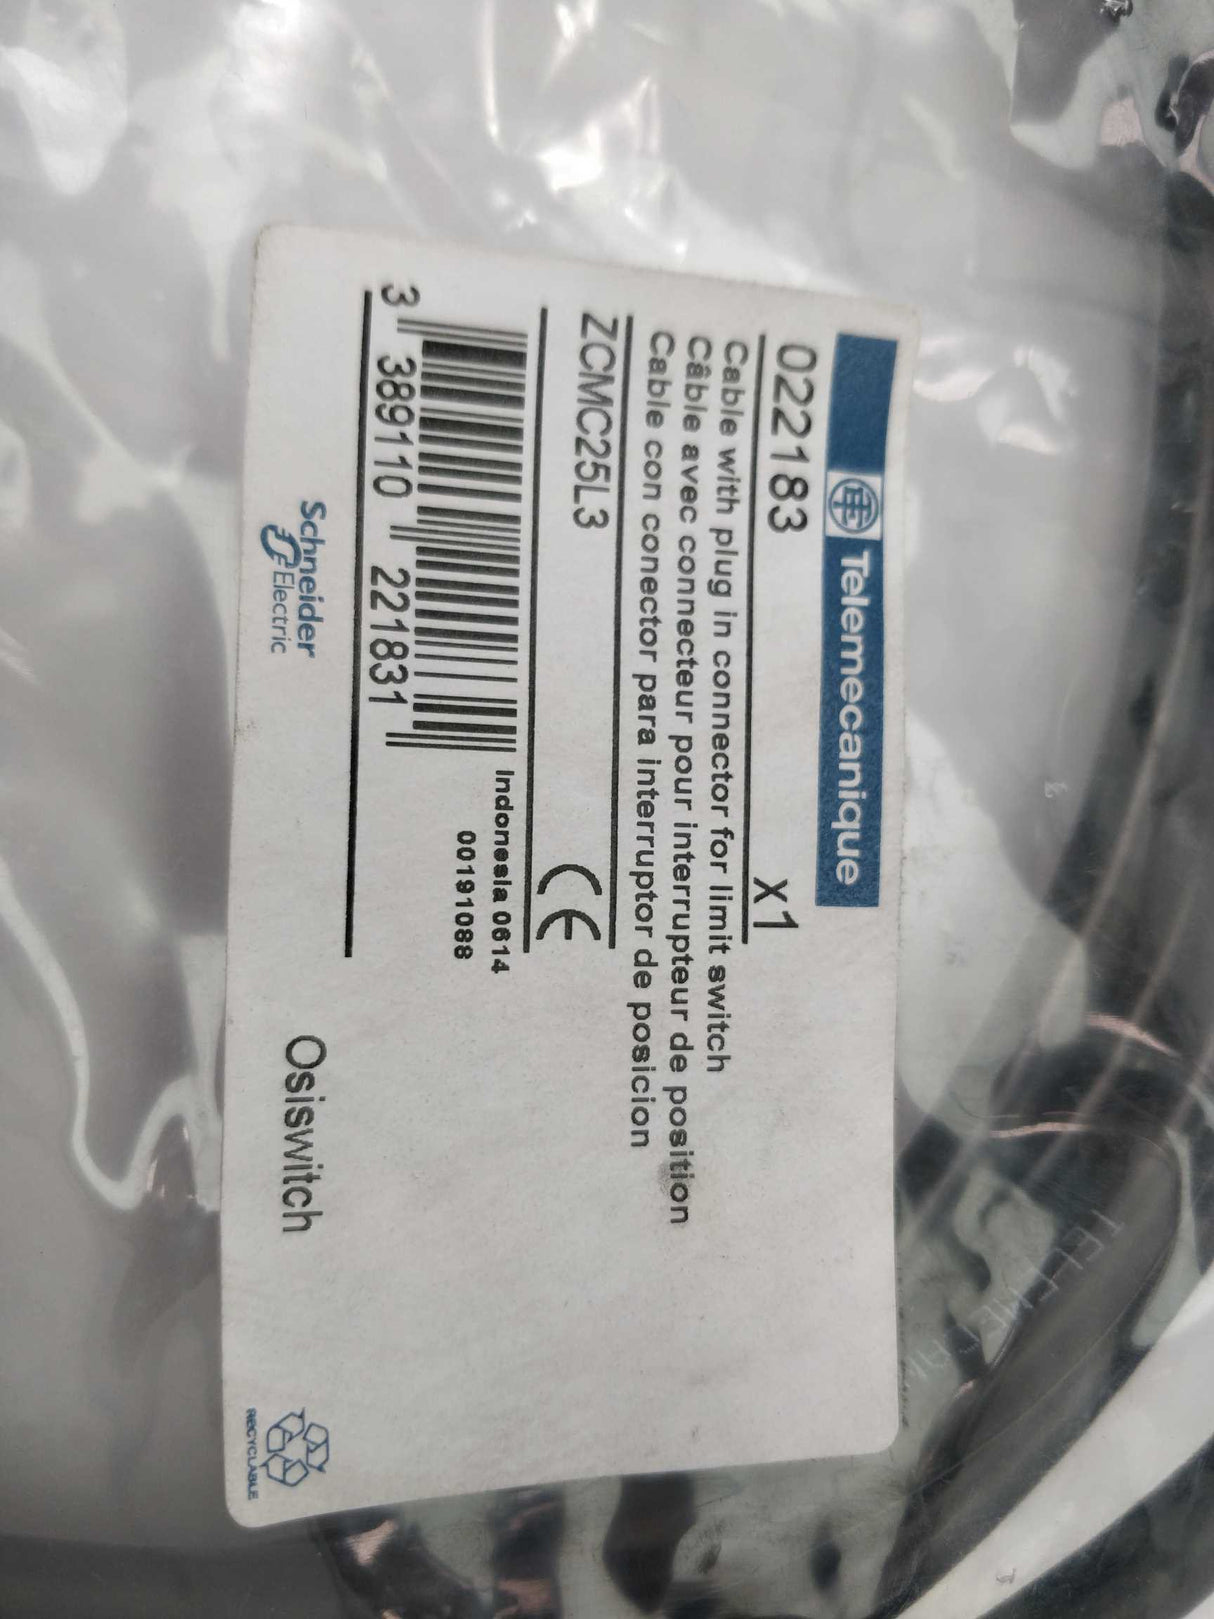 Telemecanique
022183 x1
Cable with plug in connector for limit switch
Câble avec connecteur pour interrupteur de position
Cable con conector para interruptor de posicion
ZCMC25L3
CE
Indonesia 0614
00191088
3 389110 221831
Schneider
Electric
Osiswitch
RECYCLABLE